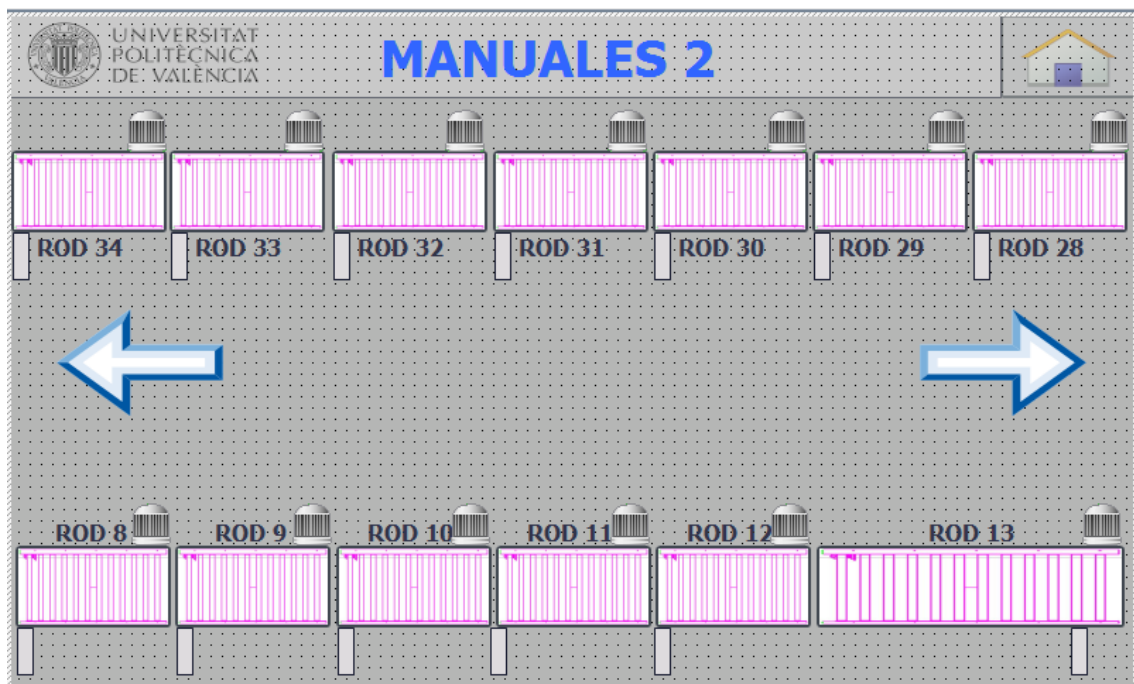 UNIVERSITAT
POLITÈCNICA
DE VALÈNCIA
MANUALES 2
ROD 34 ROD 33 ROD 32 ROD 31 ROD 30 ROD 29 ROD 28
ROD 8 ROD 9 ROD 10 ROD 11 ROD 12 ROD 13